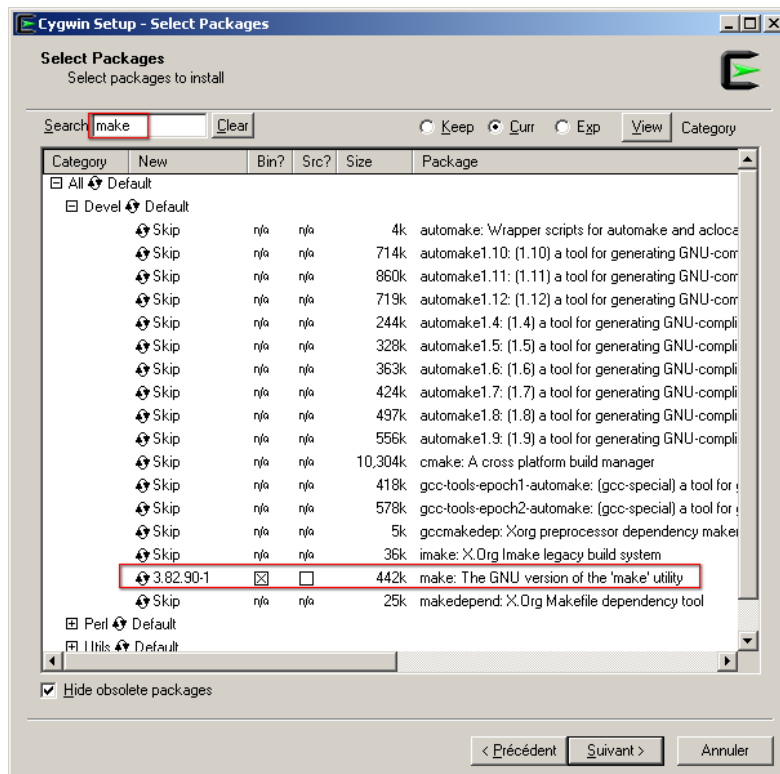 Cygwin Setup - Select Packages
Select Packages
Select packages to install
Search make Clear Keep Curr Exp View Category
Category New Bin? Src? Size Package
All Default
Devel Default
Skip n/a n/a 4k automake: Wrapper scripts for automake and acloca
Skip n/a n/a 714k automake1.10: (1.10) a tool for generating GNU-com
Skip n/a n/a 860k automake1.11: (1.11) a tool for generating GNU-com
Skip n/a n/a 719k automake1.12: (1.12) a tool for generating GNU-com
Skip n/a n/a 244k automake1.4: (1.4) a tool for generating GNU-compli
Skip n/a n/a 328k automake1.5: (1.5) a tool for generating GNU-compli
Skip n/a n/a 363k automake1.6: (1.6) a tool for generating GNU-compli
Skip n/a n/a 424k automake1.7: (1.7) a tool for generating GNU-compli
Skip n/a n/a 497k automake1.8: (1.8) a tool for generating GNU-compli
Skip n/a n/a 556k automake1.9: (1.9) a tool for generating GNU-compli
Skip n/a n/a 10,304k cmake: A cross platform build manager
Skip n/a n/a 418k gcc-tools-epoch1-automake: (gcc-special) a tool for
Skip n/a n/a 578k gcc-tools-epoch2-automake: (gcc-special) a tool for
Skip n/a n/a 5k gccmakedep: Xorg preprocessor dependency maker
Skip n/a n/a 36k imake: X.Org Imake legacy build system
3.82.90-1 442k make: The GNU version of the 'make' utility
Skip n/a n/a 25k makedepend: X.Org Makefile dependency tool
Perl Default
Utils Default
Hide obsolete packages
< Précédent Suivant > Annuler